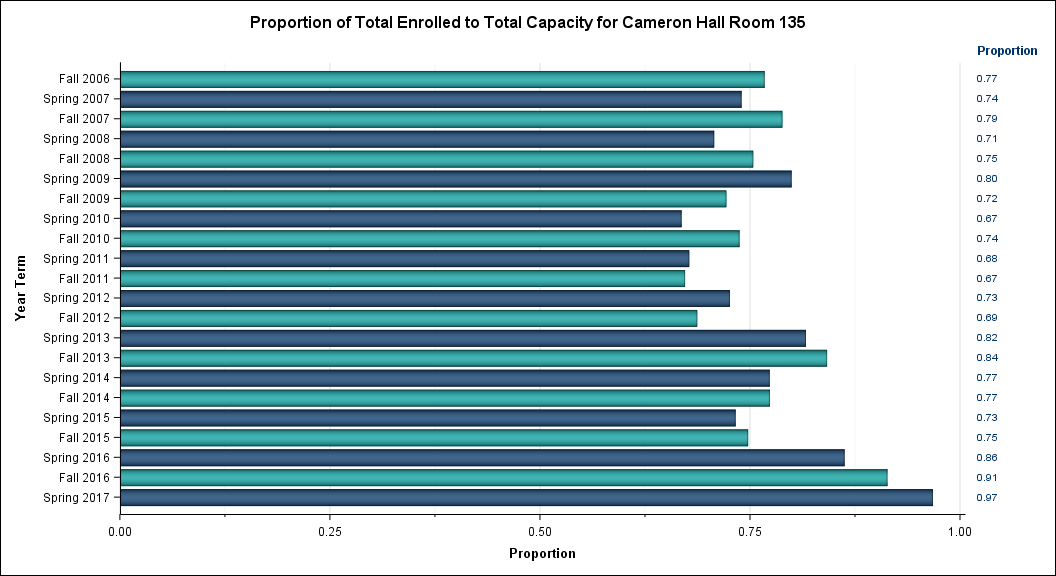 Proportion of Total Enrolled to Total Capacity for Cameron Hall Room 135
Proportion
Fall 2006 0.77
Spring 2007 0.74
Fall 2007 0.79
Spring 2008 0.71
Fall 2008 0.75
Spring 2009 0.80
Fall 2009 0.72
Spring 2010 0.67
Fall 2010 0.74
Spring 2011 0.68
Fall 2011 0.67
Spring 2012 0.73
Fall 2012 0.69
Spring 2013 0.82
Fall 2013 0.84
Spring 2014 0.77
Fall 2014 0.77
Spring 2015 0.73
Fall 2015 0.75
Spring 2016 0.86
Fall 2016 0.91
Spring 2017 0.97
Year Term
0.00 0.25 0.50 0.75 1.00
Proportion